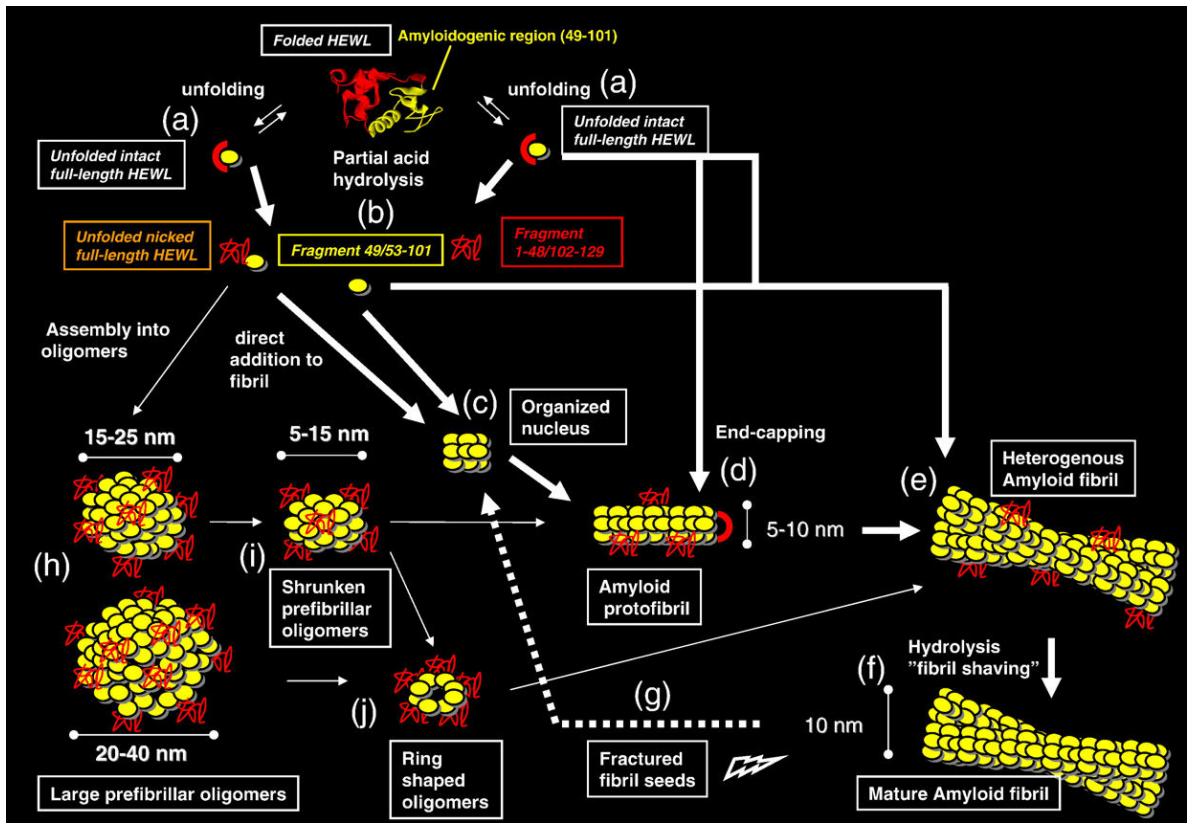 Folded HEWL
Amyloidogenic region (49-101)
unfolding
(a)
unfolding
(a)
Unfolded intact
full-length HEWL
Unfolded intact
full-length HEWL
Partial acid
hydrolysis
(b)
Unfolded nicked
full-length HEWL
Fragment 49/53-101
Fragment
1-48/102-129
Assembly into
oligomers
direct
addition to
fibril
(c)
Organized
nucleus
15-25 nm
5-15 nm
End-capping
(d)
(e)
Heterogenous
Amyloid fibril
5-10 nm
(h)
(i)
Shrunken
prefibrillar
oligomers
Amyloid
protofibril
Hydrolysis
"fibril shaving"
(f)
(g)
(j)
10 nm
20-40 nm
Large prefibrillar oligomers
Ring
shaped
oligomers
Fractured
fibril seeds
Mature Amyloid fibril